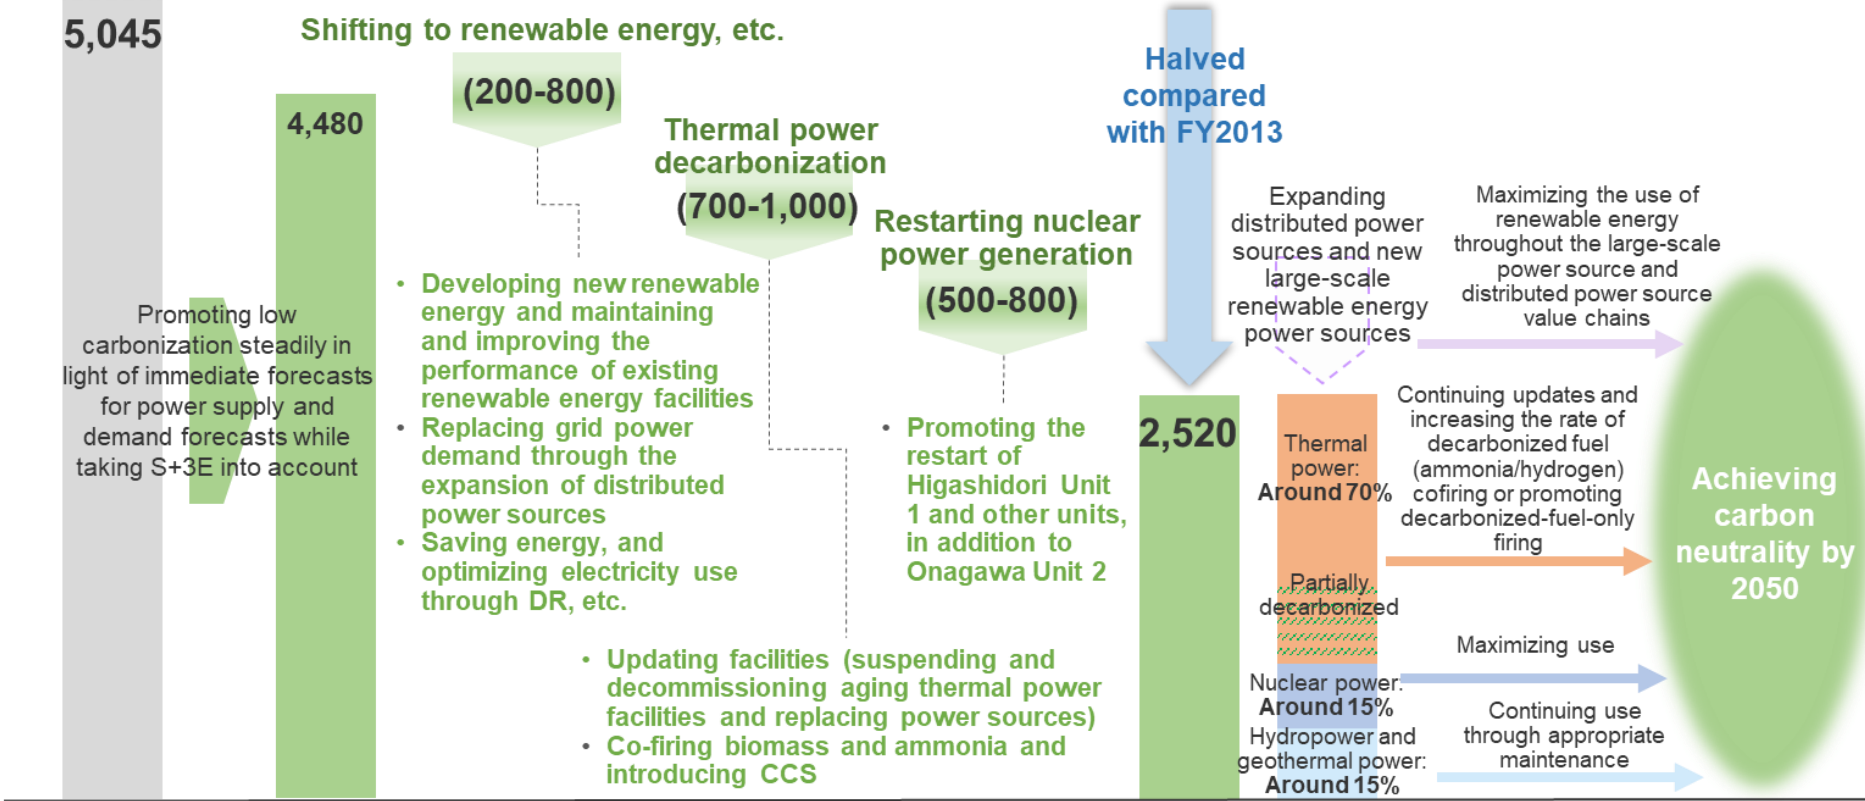 5,045
Promoting low
carbonization steadily in
light of immediate forecasts
for power supply and
demand forecasts while
taking S+3E into account
4,480
Shifting to renewable energy, etc.
(200-800)
• Developing new renewable
energy and maintaining
and improving the
performance of existing
renewable energy facilities
• Replacing grid power
demand through the
expansion of distributed
power sources
• Saving energy, and
optimizing electricity use
through DR, etc.
Thermal power
decarbonization
(700-1,000)
• Updating facilities (suspending and
decommissioning aging thermal power
facilities and replacing power sources)
• Co-firing biomass and ammonia and
introducing CCS
Restarting nuclear
power generation
(500-800)
• Promoting the
restart of
Higashidori Unit
1 and other units,
in addition to
Onagawa Unit 2
Halved
compared
with FY2013
2,520
Expanding
distributed power
sources and new
large-scale
renewable energy
power sources
Thermal
power:
Around 70%
Partially
decarbonized
Nuclear power:
Around 15%
Hydropower and
geothermal power:
Around 15%
Maximizing the use of
renewable energy
throughout the large-scale
power source and
distributed power source
value chains
Continuing updates and
increasing the rate of
decarbonized fuel
(ammonia/hydrogen)
cofiring or promoting
decarbonized-fuel-only
firing
Maximizing use
Continuing use
through appropriate
maintenance
Achieving
carbon
neutrality by
2050